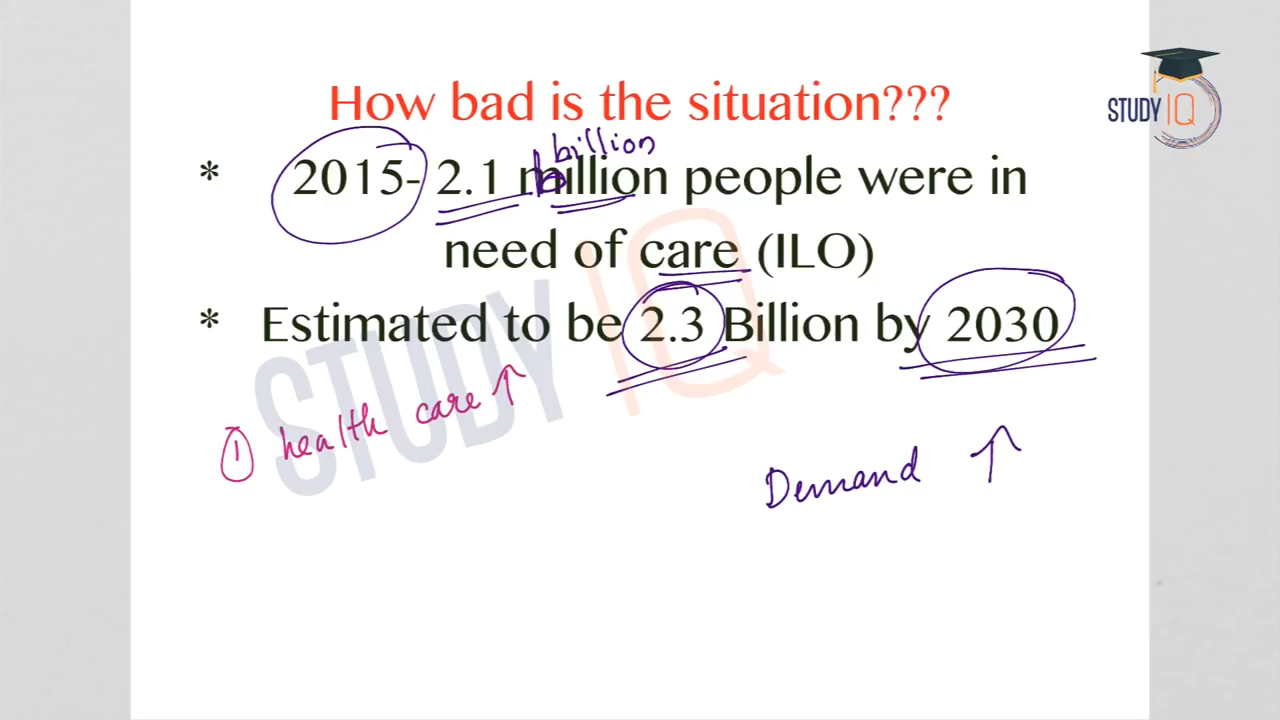 How bad is the situation???
STUDY IQ
billion
* 2015- 2.1 million people were in
need of care (ILO)
* Estimated to be 2.3 Billion by 2030
STUDY IQ
① health care ↑
Demand ↑